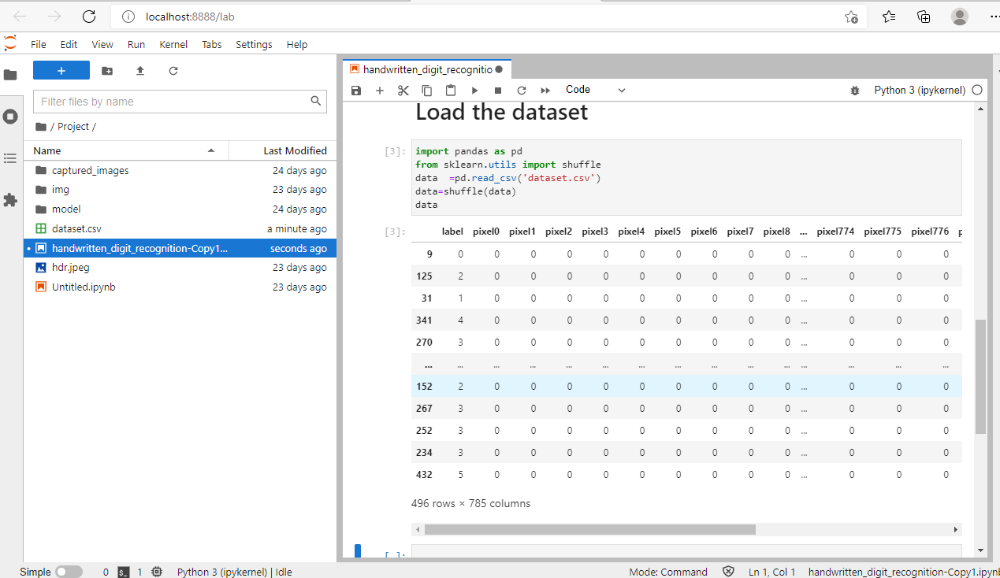 localhost:8888/lab
File Edit View Run Kernel Tabs Settings Help
+
Filter files by name
/ Project /
Name Last Modified
captured_images 24 days ago
img 23 days ago
model 24 days ago
dataset.csv a minute ago
handwritten_digit_recognition-Copy1... seconds ago
hdr.jpeg 23 days ago
Untitled.ipynb 23 days ago
handwritten_digit_recognitio
Code Python 3 (ipykernel)
Load the dataset
[3]: import pandas as pd
from sklearn.utils import shuffle
data  =pd.read_csv('dataset.csv')
data=shuffle(data)
data
[3]: label pixel0 pixel1 pixel2 pixel3 pixel4 pixel5 pixel6 pixel7 pixel8 ... pixel774 pixel775 pixel776 p
9 0 0 0 0 0 0 0 0 0 0 ... 0 0 0
125 2 0 0 0 0 0 0 0 0 0 ... 0 0 0
31 1 0 0 0 0 0 0 0 0 0 ... 0 0 0
341 4 0 0 0 0 0 0 0 0 0 ... 0 0 0
270 3 0 0 0 0 0 0 0 0 0 ... 0 0 0
... ... ... ... ... ... ... ... ... ... ... ... ... ... ...
152 2 0 0 0 0 0 0 0 0 0 ... 0 0 0
267 3 0 0 0 0 0 0 0 0 0 ... 0 0 0
252 3 0 0 0 0 0 0 0 0 0 ... 0 0 0
234 3 0 0 0 0 0 0 0 0 0 ... 0 0 0
432 5 0 0 0 0 0 0 0 0 0 ... 0 0 0
496 rows × 785 columns
[ ]:
Simple 0 $_ 1 Python 3 (ipykernel) | Idle Mode: Command Ln 1, Col 1 handwritten_digit_recognition-Copy1.ipynb